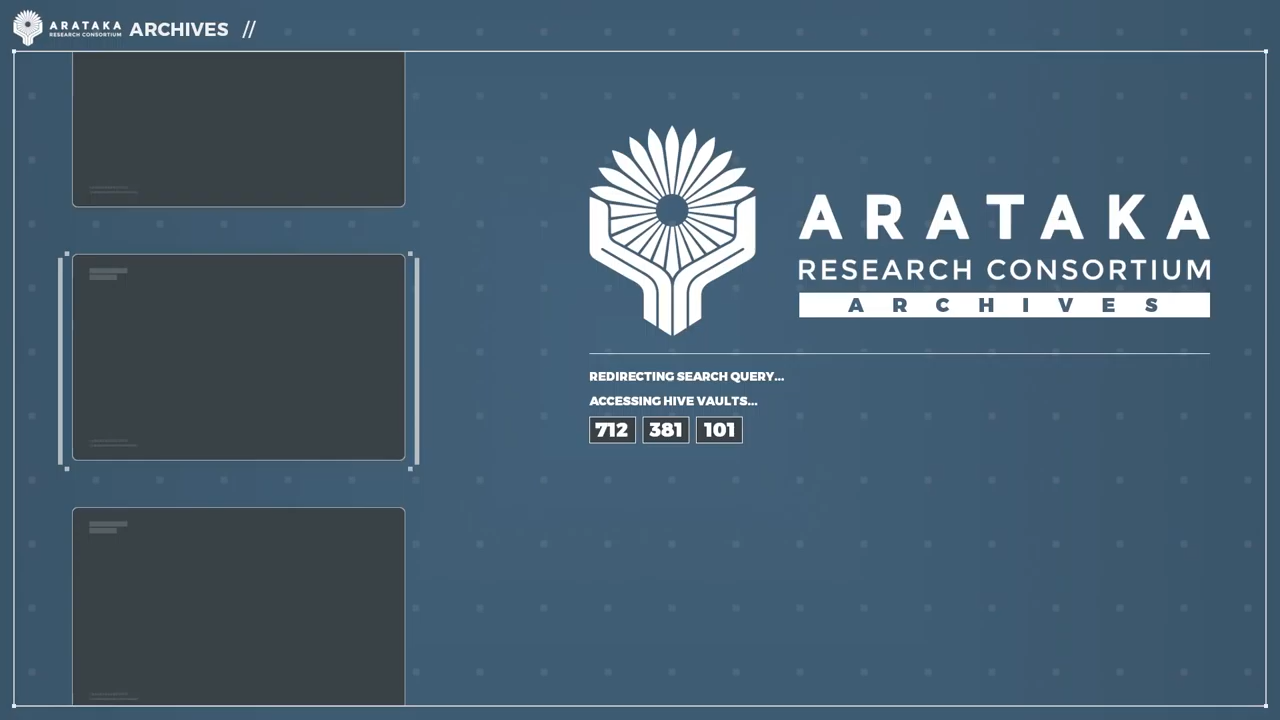 ARATAKA
RESEARCH CONSORTIUM
ARCHIVES //
ARATAKA
RESEARCH CONSORTIUM
ARCHIVES
REDIRECTING SEARCH QUERY...
ACCESSING HIVE VAULTS...
712 381 101